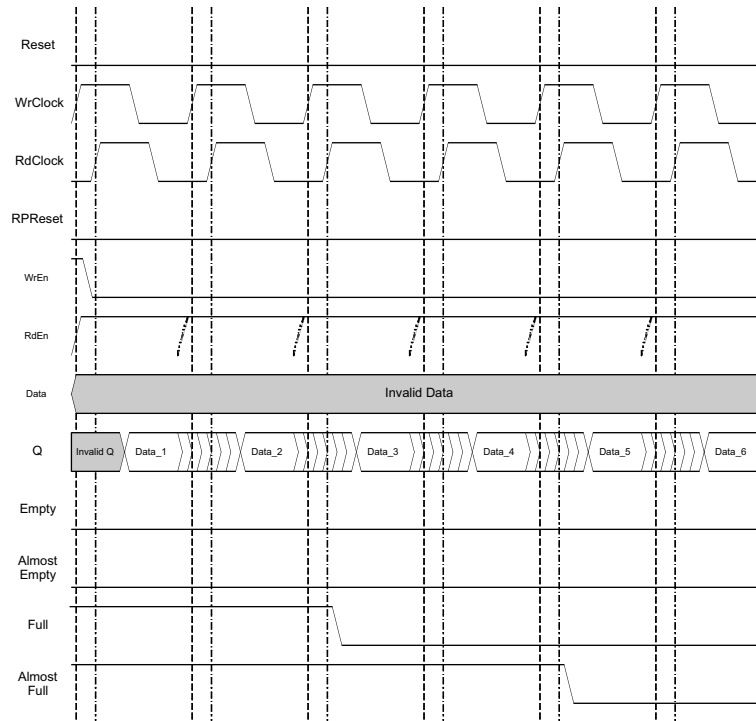 Reset
WrClock
RdClock
RPReset
WrEn
RdEn
Data
Invalid Data
Q
Invalid Q
Data_1
Data_2
Data_3
Data_4
Data_5
Data_6
Empty
Almost
Empty
Full
Almost
Full